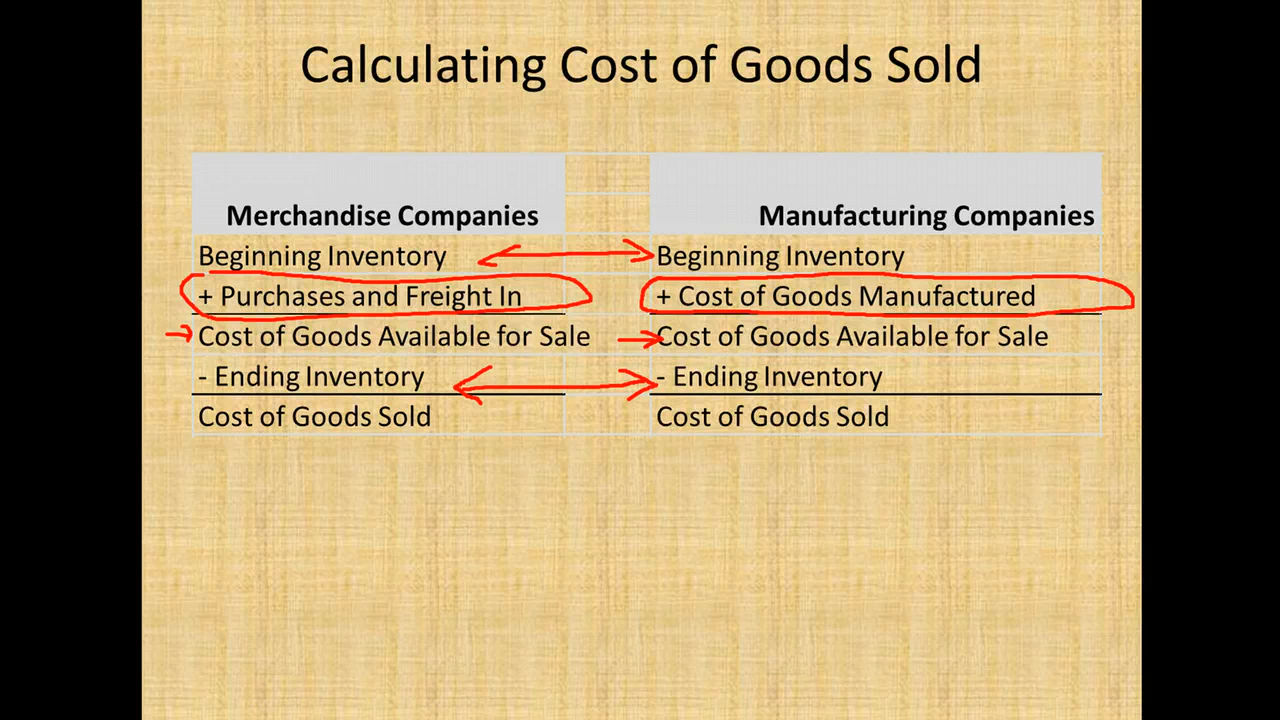 Calculating Cost of Goods Sold
Merchandise Companies Manufacturing Companies
Beginning Inventory Beginning Inventory
+ Purchases and Freight In + Cost of Goods Manufactured
Cost of Goods Available for Sale Cost of Goods Available for Sale
- Ending Inventory - Ending Inventory
Cost of Goods Sold Cost of Goods Sold